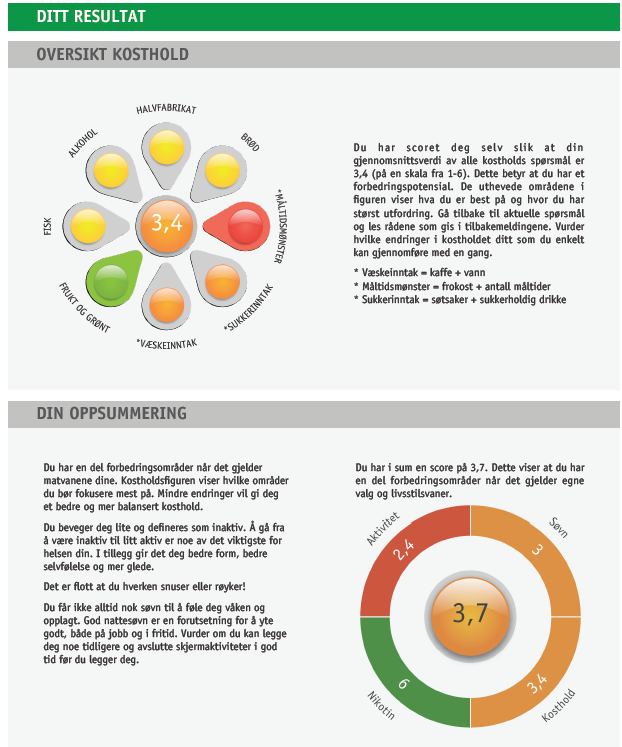 DITT RESULTAT
OVERSIKT KOSTHOLD
HALVFABRIKAT
ALKOHOL
BRØD
FISK
3,4
*MÅLTIDSMØNSTER
FRUKT OG GRØNT
*SUKKERINNTAK
*VÆSKEINNTAK
Du har scoret deg selv slik at din
gjennomsnittsverdi av alle kostholds spørsmål er
3,4 (på en skala fra 1-6). Dette betyr at du har et
forbedringspotensial. De uthevede områdene i
figuren viser hva du er best på og hvor du har
størst utfordring. Gå tilbake til aktuelle spørsmål
og les rådene som gis i tilbakemeldingene. Vurder
hvilke endringer i kostholdet ditt som du enkelt
kan gjennomføre med en gang.
* Væskeinntak = kaffe + vann
* Måltidsmønster = frokost + antall måltider
* Sukkerinntak = søtsaker + sukkerholdig drikke
DIN OPPSUMMERING
Du har en del forbedringsområder når det gjelder
matvanene dine. Kostholdsfiguren viser hvilke områder
du bør fokusere mest på. Mindre endringer vil gi deg
et bedre og mer balansert kosthold.
Du beveger deg lite og defineres som inaktiv. Å gå fra
å være inaktiv til litt aktiv er noe av det viktigste for
helsen din. I tillegg gir det deg bedre form, bedre
selvfølelse og mer glede.
Det er flott at du hverken snuser eller røyker!
Du får ikke alltid nok søvn til å føle deg våken og
opplagt. God nattesøvn er en forutsetning for å yte
godt, både på jobb og i fritid. Vurder om du kan legge
deg noe tidligere og avslutte skjermaktiviteter i god
tid før du legger deg.
Du har i sum en score på 3,7. Dette viser at du har
en del forbedringsområder når det gjelder egne
valg og livsstilsvaner.
Aktivitet
2,4
Søvn
3
3,7
Nikotin
6
Kosthold
3,4